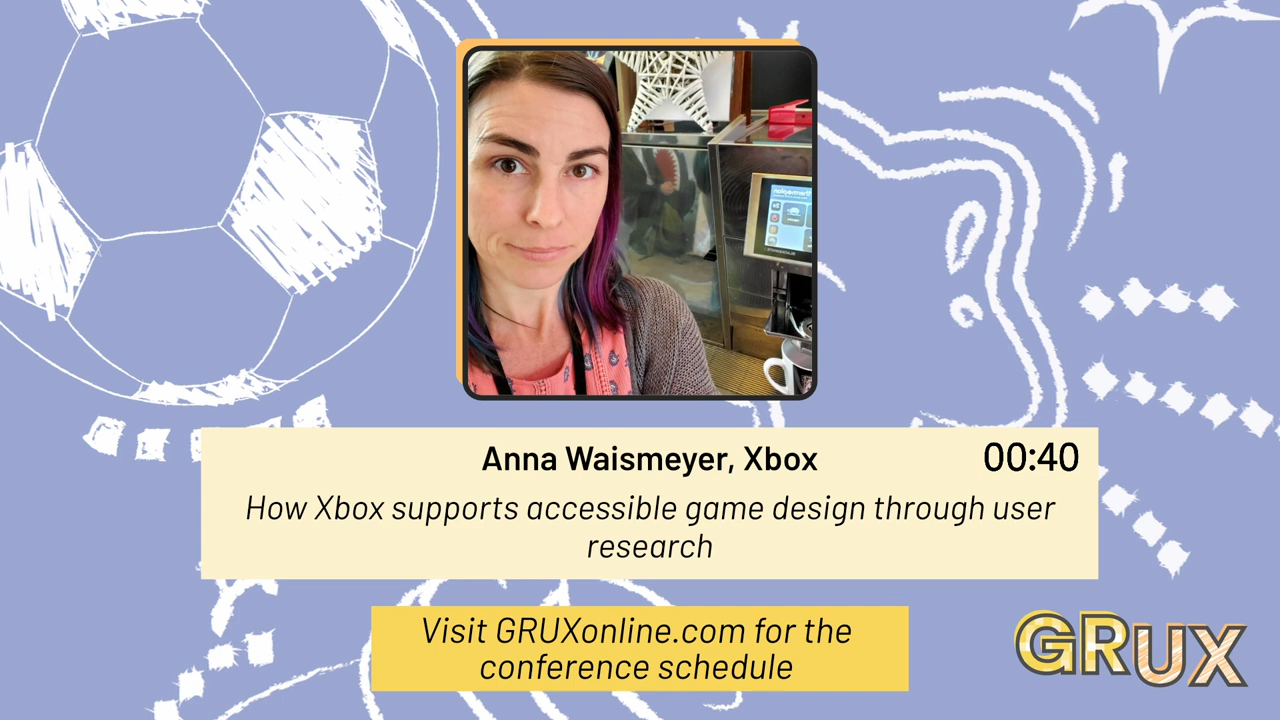 Anna Waismeyer, Xbox
00:40
How Xbox supports accessible game design through user
research
Visit GRUXonline.com for the
conference schedule
GRUX